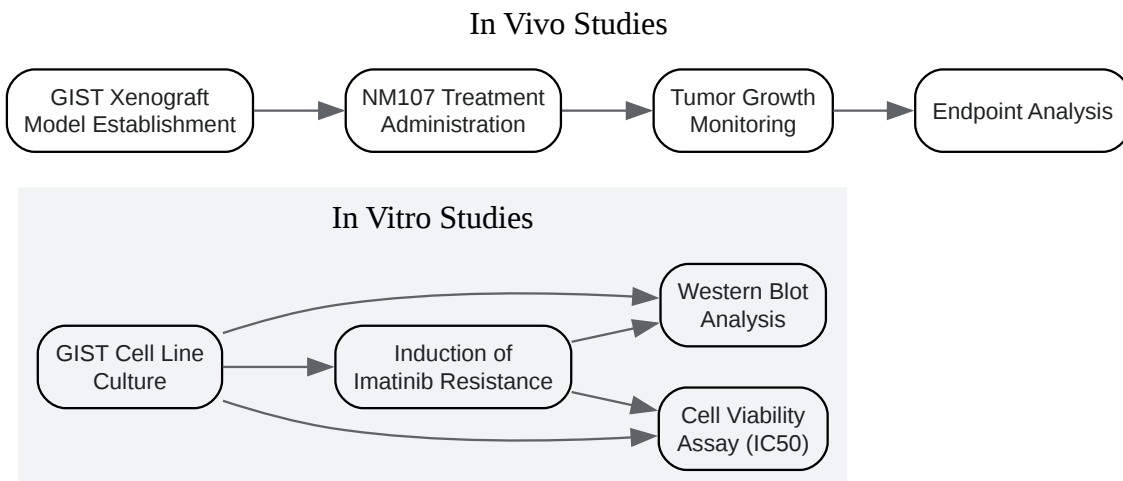 In Vivo Studies
GIST Xenograft
Model Establishment
NM107 Treatment
Administration
Tumor Growth
Monitoring
Endpoint Analysis
In Vitro Studies
GIST Cell Line
Culture
Induction of
Imatinib Resistance
Western Blot
Analysis
Cell Viability
Assay (IC50)